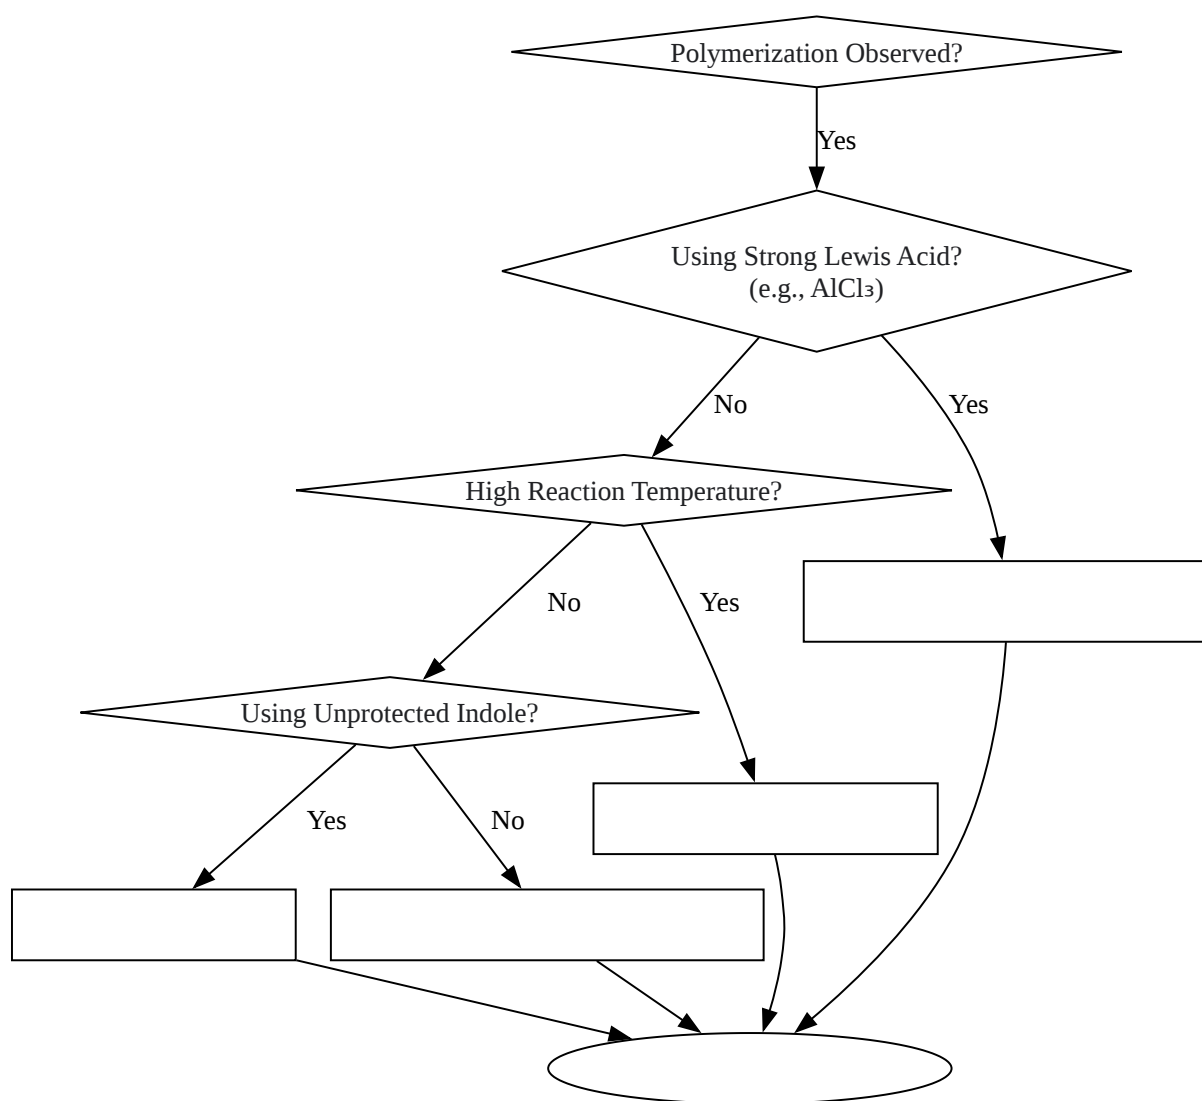 Polymerization Observed?
Yes
Using Strong Lewis Acid?
(e.g., AlCl₃)
No
Yes
High Reaction Temperature?
No
Yes
Using Unprotected Indole?
Yes
No